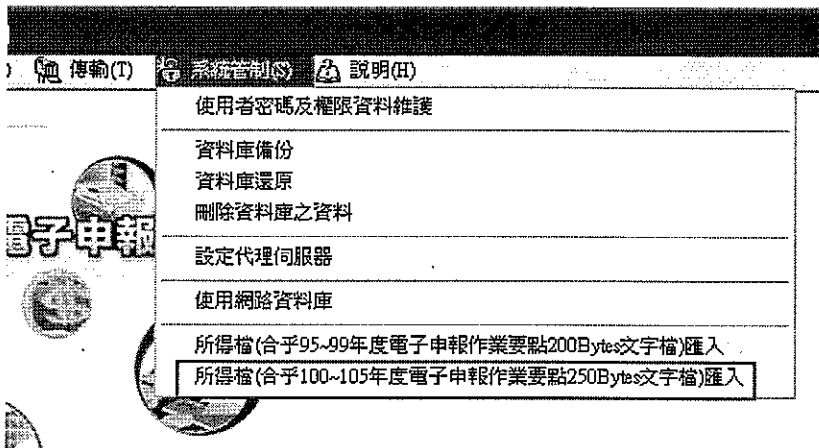 ) 傳輸(T) 系統管制(S) 說明(H)
使用者密碼及權限資料維護
資料庫備份
資料庫還原
刪除資料庫之資料
電子申報
設定代理伺服器
使用網路資料庫
所得檔(合乎95~99年度電子申報作業要點200Bytes文字檔)匯入
所得檔(合乎100~105年度電子申報作業要點250Bytes文字檔)匯入